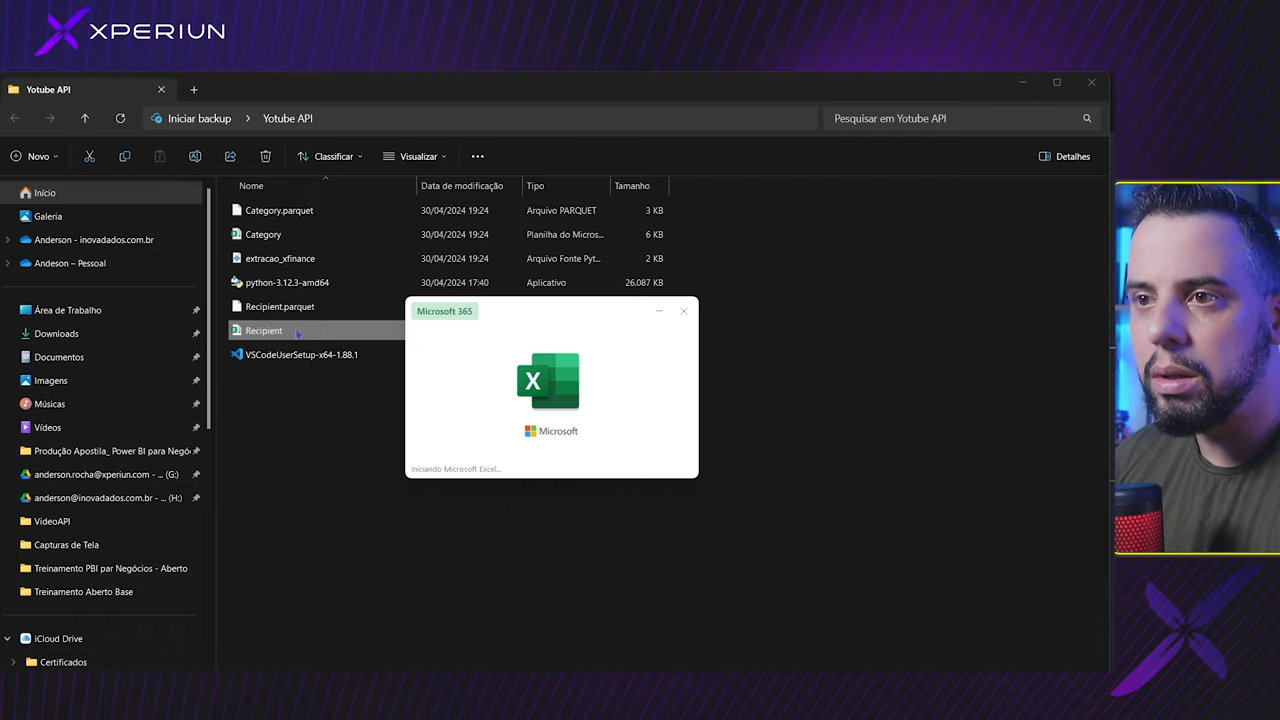 XPERIUN
Yotube API
Iniciar backup > Yotube API
Pesquisar em Yotube API
Novo
Classificar
Visualizar
Detalhes
Início
Galeria
Anderson - inovadados.com.br
Andeson – Pessoal
Área de Trabalho
Downloads
Documentos
Imagens
Músicas
Vídeos
Produção Apostila_ Power BI para Negó
anderson.rocha@xperiun.com - ... (G:)
anderson@inovadados.com.br - ... (H:)
VideoAPI
Capturas de Tela
Treinamento PBI par Negócios - Aberto
Treinamento Aberto Base
iCloud Drive
Certificados
Nome Data de modificação Tipo Tamanho
Category.parquet 30/04/2024 19:24 Arquivo PARQUET 3 KB
Category 30/04/2024 19:24 Planilha do Micros... 6 KB
extracao_xfinance 30/04/2024 19:24 Arquivo Fonte Pyt... 2 KB
python-3.12.3-amd64 30/04/2024 17:40 Aplicativo 26.087 KB
Recipient.parquet
Recipient
VSCodeUserSetup-x64-1.88.1
Microsoft 365
X
Microsoft
Iniciando Microsoft Excel...